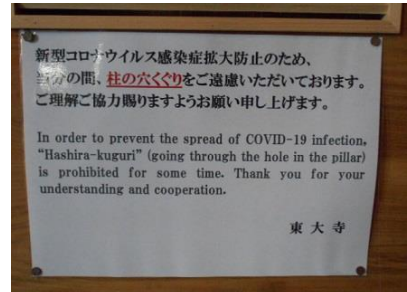 新型コロナウイルス感染症拡大防止のため、
当分の間、柱の穴くぐりをご遠慮いただいております。
ご理解ご協力賜りますようお願い申し上げます。
In order to prevent the spread of COVID-19 infection,
“Hashira-kuguri” (going through the hole in the pillar)
is prohibited for some time. Thank you for your
understanding and cooperation.
東大寺